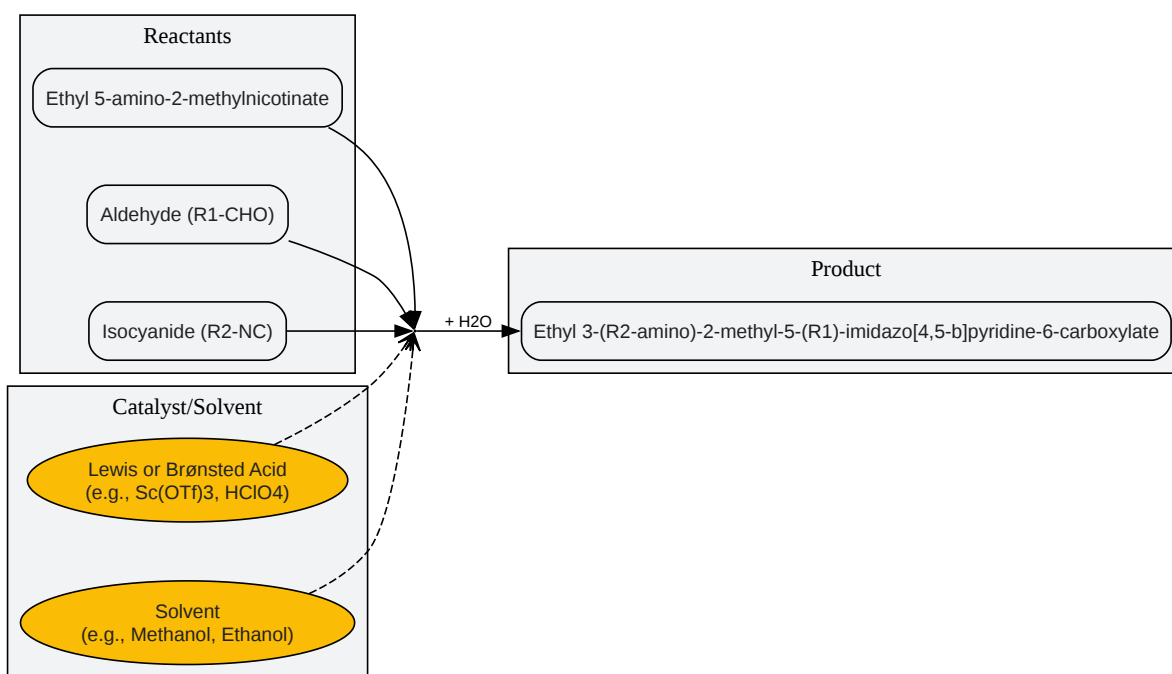 Reactants
Ethyl 5-amino-2-methylnicotinate
Aldehyde (R1-CHO)
Isocyanide (R2-NC)
Catalyst/Solvent
Lewis or Brønsted Acid
(e.g., Sc(OTf)3, HClO4)
Solvent
(e.g., Methanol, Ethanol)
+ H2O
Product
Ethyl 3-(R2-amino)-2-methyl-5-(R1)-imidazo[4,5-b]pyridine-6-carboxylate